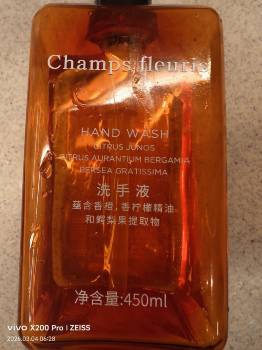 Champs fleuris
HAND WASH
CITRUS JUNOS
CITRUS AURANTIUM BERGAMIA
PERSEA GRATISSIMA
洗手液
蕴含香橙,香柠檬精油
和鳄梨果提取物
净含量:450ml
vivo X200 Pro | ZEISS
2026.03.04 06:28